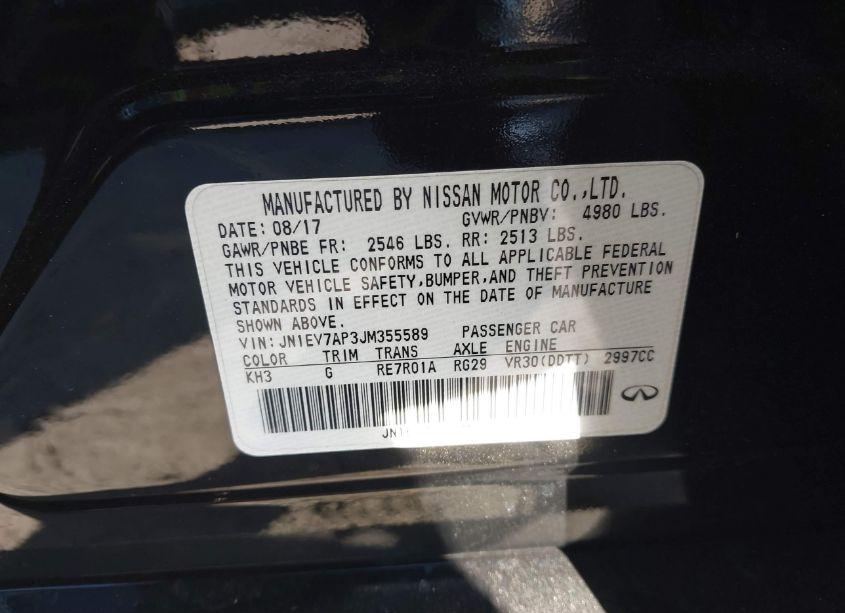 MANUFACTURED BY NISSAN MOTOR CO.,LTD.
DATE: 08/17 GVWR/PNBV: 4980 LBS.
GAWR/PNBE FR: 2546 LBS. RR: 2513 LBS.
THIS VEHICLE CONFORMS TO ALL APPLICABLE FEDERAL
MOTOR VEHICLE SAFETY,BUMPER,AND THEFT PREVENTION
STANDARDS IN EFFECT ON THE DATE OF MANUFACTURE
SHOWN ABOVE.
VIN: JN1EV7AP3JM355589 PASSENGER CAR
COLOR TRIM TRANS AXLE ENGINE
KH3 G RE7R01A RG29 VR30(DDTT) 2997CC